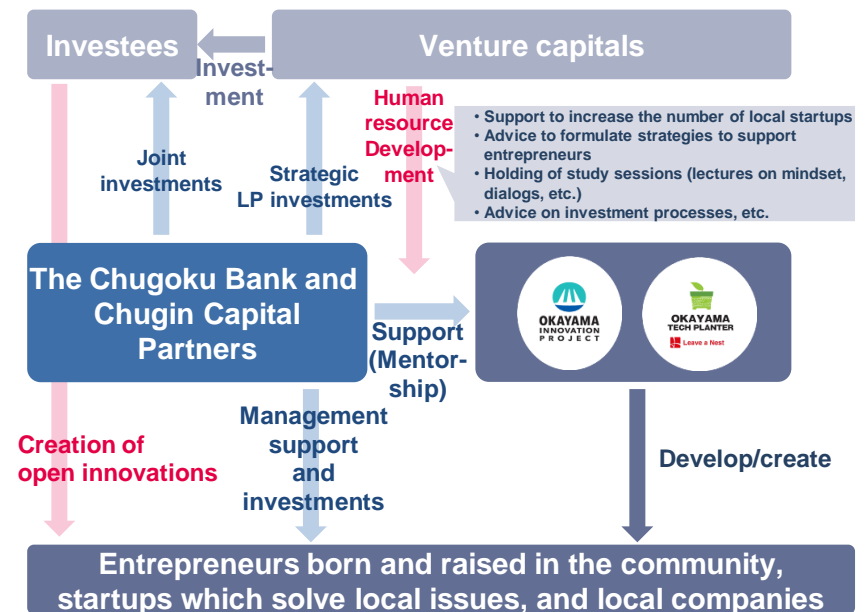 Investees
Venture capitals
Invest-
ment
Human
resource
Develop-
ment
• Support to increase the number of local startups
• Advice to formulate strategies to support
entrepreneurs
• Holding of study sessions (lectures on mindset,
dialogs, etc.)
• Advice on investment processes, etc.
Joint
investments
Strategic
LP investments
The Chugoku Bank and
Chugin Capital
Partners
Support
(Mentor-
ship)
OKAYAMA
INNOVATION
PROJECT
OKAYAMA
TECH PLANTER
Leave a Nest
Creation of
open innovations
Management
support
and
investments
Develop/create
Entrepreneurs born and raised in the community,
startups which solve local issues, and local companies